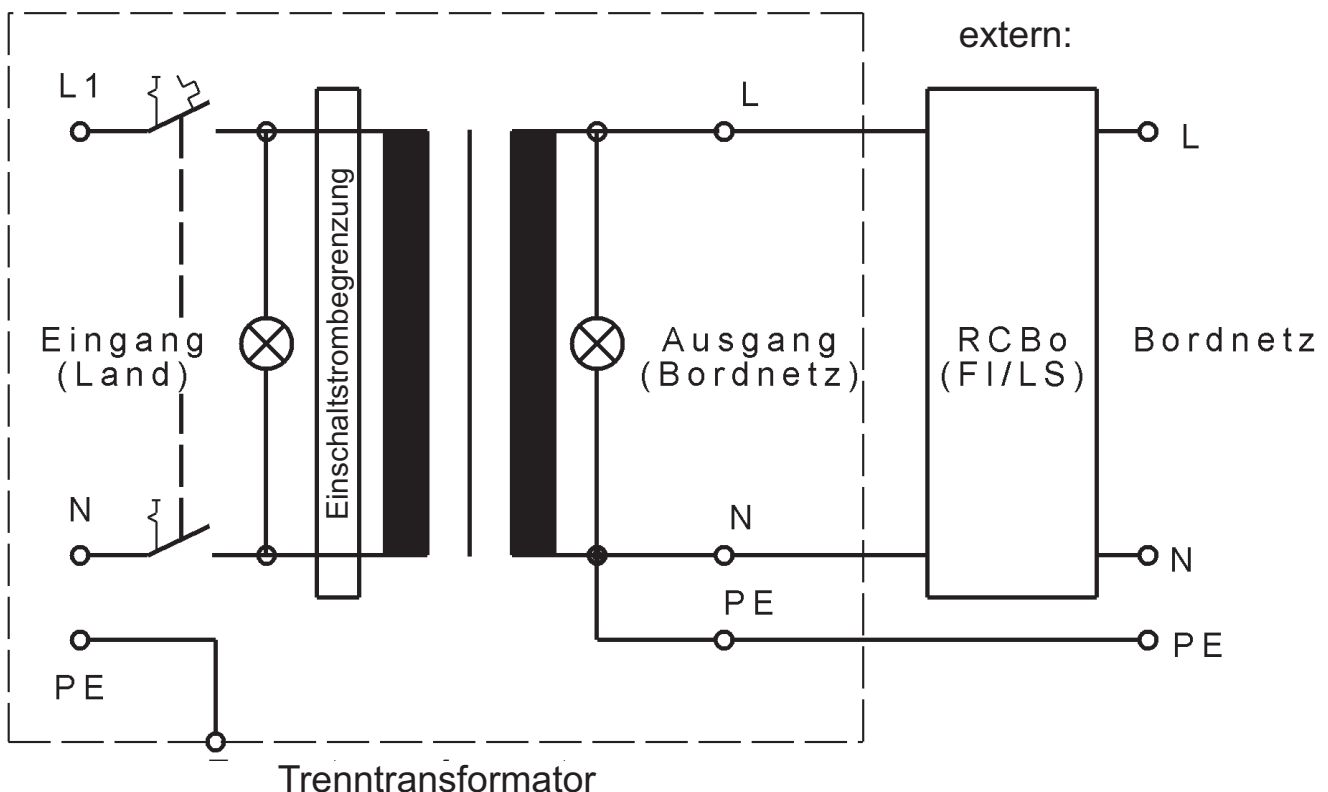 extern:
L1
L
L
Einschaltstrombegrenzung
Eingang
(Land)
Ausgang
(Bordnetz)
RCBo
(FI/LS)
Bordnetz
N
N
N
PE
PE
PE
Trenntransformator